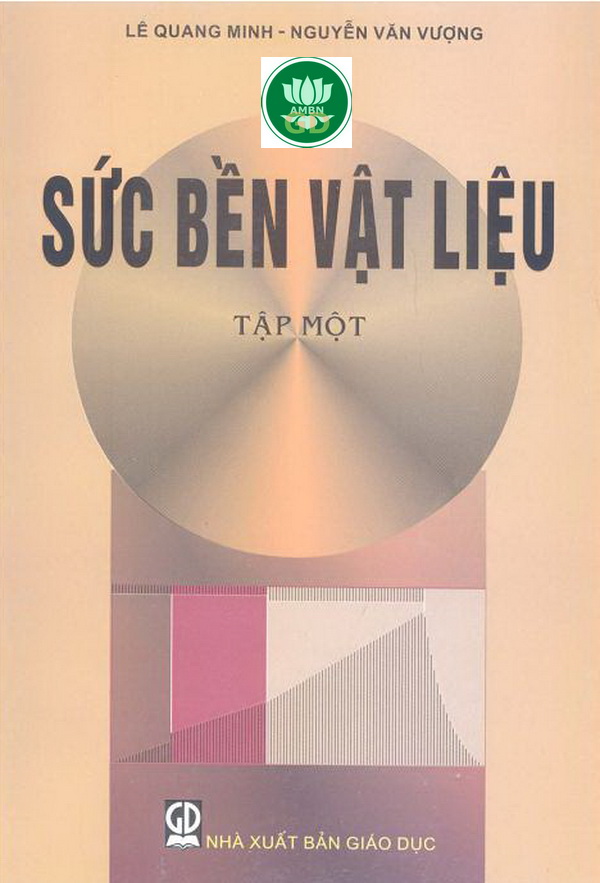 LÊ QUANG MINH - NGUYỄN VĂN VƯỢNG
AMBN
GD
SỨC BỀN VẬT LIỆU
TẬP MỘT
GD
NHÀ XUẤT BẢN GIÁO DỤC